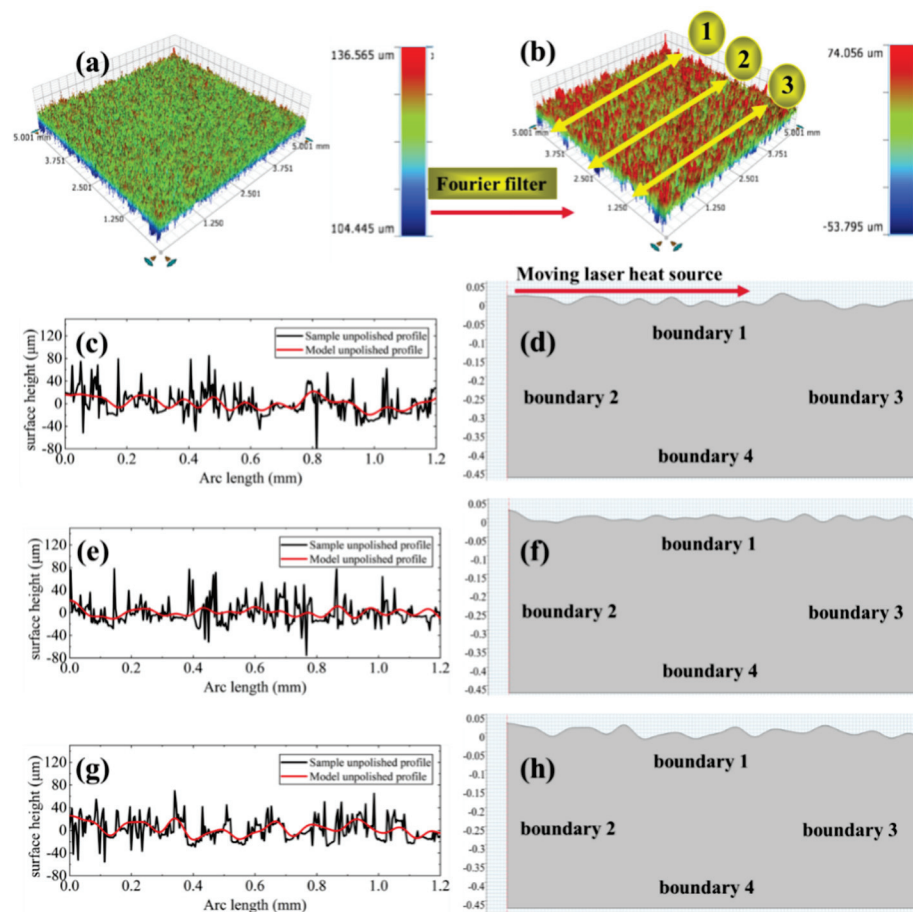 (a)
136.565 um
104.445 um
5.001 mm
3.751
2.501
1.250
5.001 mm
3.751
2.501
1.250
Fourier filter
(b)
1
2
3
74.056 um
-53.795 um
5.001 mm
3.751
2.501
1.250
5.001 mm
3.751
2.501
1.250
(c)
Sample unpolished profile
Model unpolished profile
surface height (μm)
120
80
40
0
-40
-80
0.0 0.2 0.4 0.6 0.8 1.0 1.2
Arc length (mm)
Moving laser heat source
(d)
boundary 1
boundary 2
boundary 3
boundary 4
0.05
0
-0.05
-0.1
-0.15
-0.2
-0.25
-0.3
-0.35
-0.4
-0.45
(e)
Sample unpolished profile
Model unpolished profile
surface height (μm)
120
80
40
0
-40
-80
0.0 0.2 0.4 0.6 0.8 1.0 1.2
Arc length (mm)
(f)
boundary 1
boundary 2
boundary 3
boundary 4
0.05
0
-0.05
-0.1
-0.15
-0.2
-0.25
-0.3
-0.35
-0.4
-0.45
(g)
Sample unpolished profile
Model unpolished profile
surface height (μm)
120
80
40
0
-40
-80
0.0 0.2 0.4 0.6 0.8 1.0 1.2
Arc length (mm)
(h)
boundary 1
boundary 2
boundary 3
boundary 4
0.05
0
-0.05
-0.1
-0.15
-0.2
-0.25
-0.3
-0.35
-0.4
-0.45